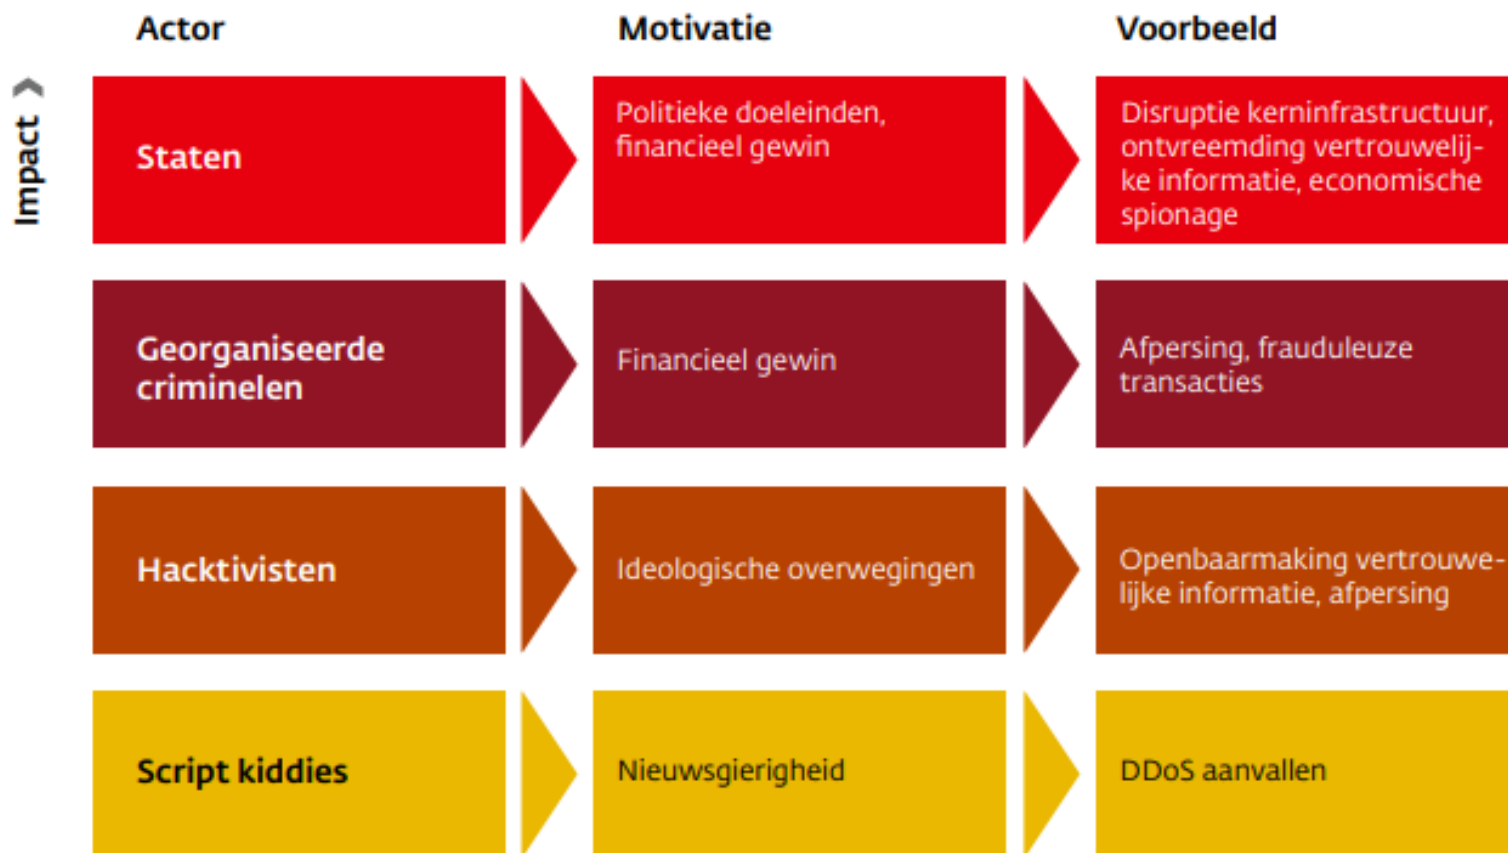 Actor
Motivatie
Voorbeeld
Impact
Staten
Politieke doeleinden,
financieel gewin
Disruptie kerninfrastructuur,
ontvreemding vertrouwelij-
ke informatie, economische
spionage
Georganiseerde
criminelen
Financieel gewin
Afpersing, frauduleuze
transacties
Hacktivisten
Ideologische overwegingen
Openbaarmaking vertrouwe-
lijke informatie, afpersing
Script kiddies
Nieuwsgierigheid
DDoS aanvallen